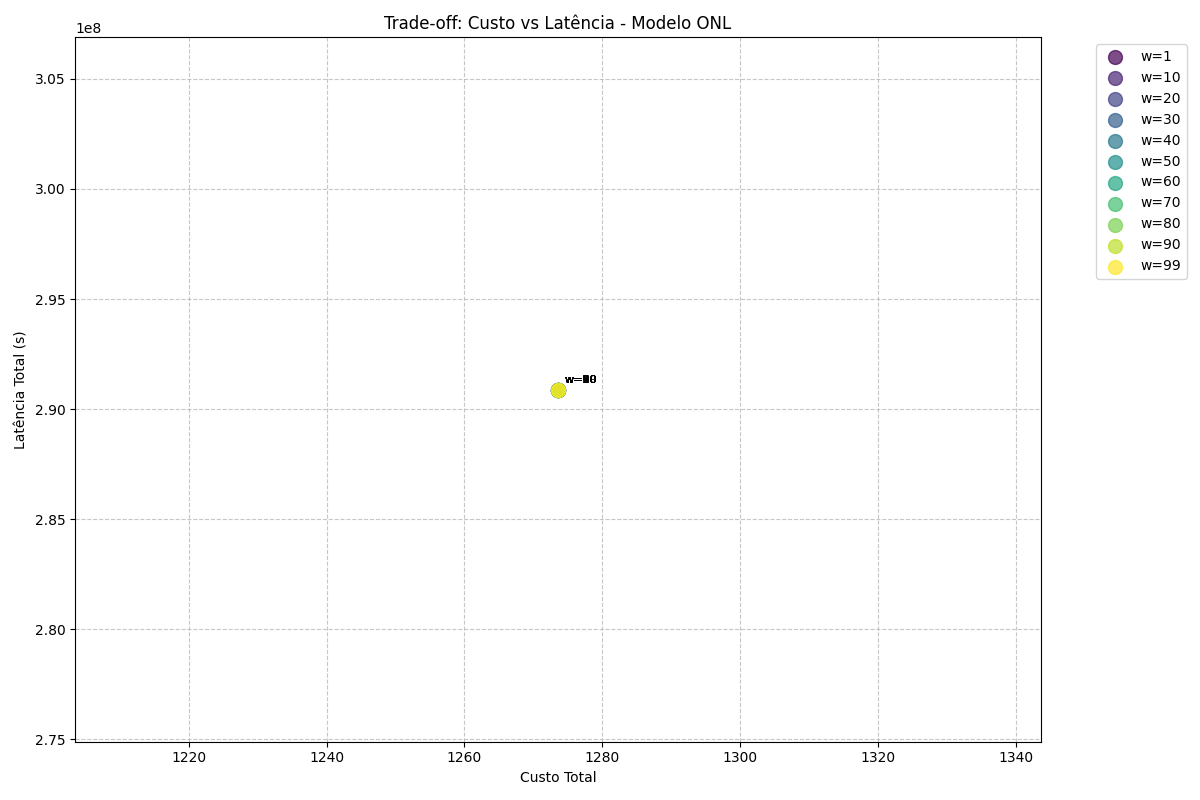 Trade-off: Custo vs Latência - Modelo ONL
1e8
3.05
3.00
2.95
2.90
2.85
2.80
2.75
Latência Total (s)
1220
1240
1260
1280
1300
1320
1340
Custo Total
w=1
w=10
w=20
w=30
w=40
w=50
w=60
w=70
w=80
w=90
w=99